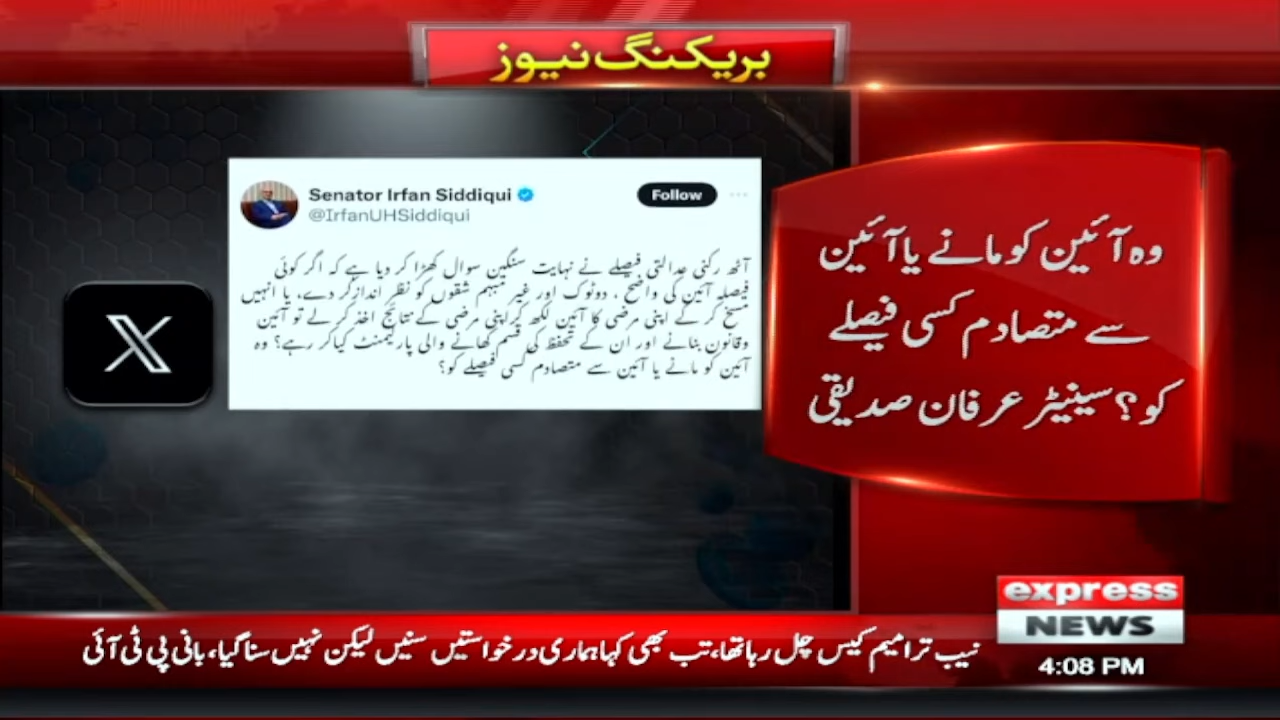 بریکنگ نیوز
Senator Irfan Siddiqui
@IrfanUHSiddiqui
Follow
آٹھ رکنی عدالتی فیصلے نے نہایت سنگین سوال کھڑا کر دیا ہے کہ اگر کوئی
فیصلہ آئین کی واضح ، دوٹوک اور غیر مبہم شقوں کو نظر انداز کر دے، یا انہیں
مسخ کر کے اپنی مرضی کا آئین لکھ کر اپنی مرضی کے نتائج اخذ کر لے تو آئین
وقانون بنانے اور ان کے تحفظ کی قسم کھانے والی پارلیمنٹ کیا کر رہے؟ وہ
آئین کو مانے یا آئین سے متصادم کسی فیصلے کو؟
X
وہ آئین کو مانے یا آئین
سے متصادم کسی فیصلے
کو؟ سینیٹر عرفان صدیقی
express
NEWS
4:08 PM
نیب ترامیم کیس چل رہا تھا، تب بھی کہا ہماری درخواستیں سنیں لیکن نہیں سنا گیا، بانی پی ٹی آئی